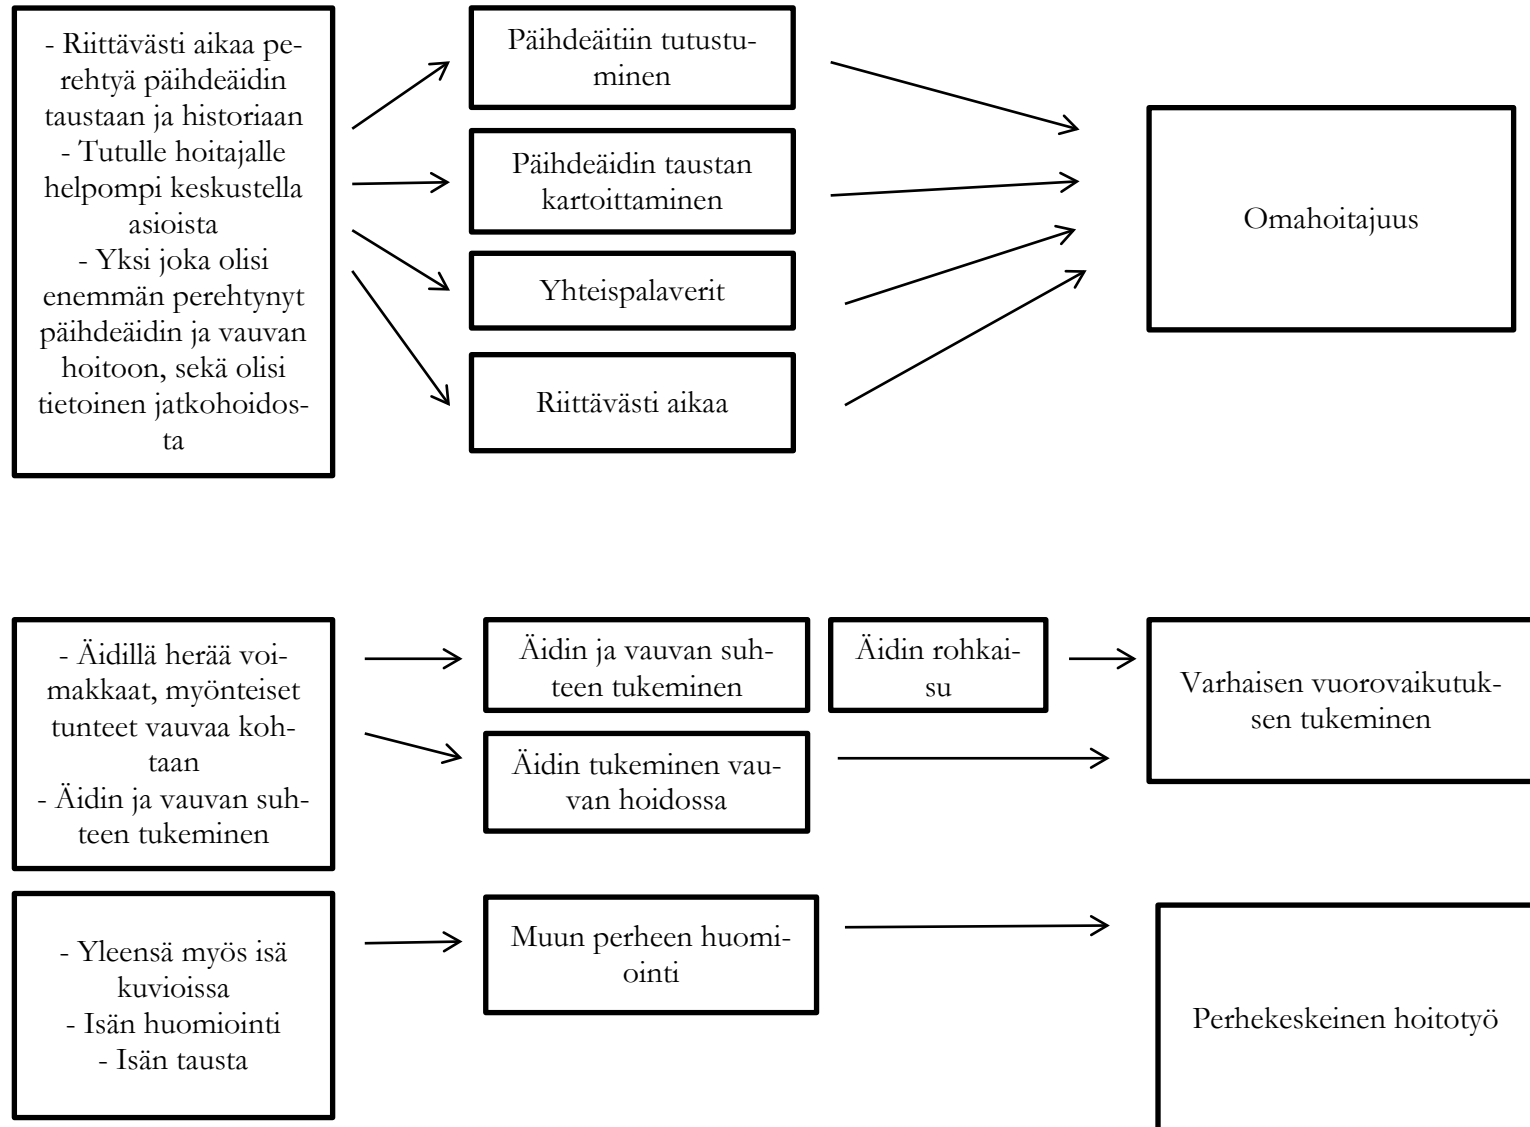 - Riittävästi aikaa pe-
rehtyä päihdeäidin
taustaan ja historiaan
- Tutulle hoitajalle
helpompi keskustella
asioista
- Yksi joka olisi
enemmän perehtynyt
päihdeäidin ja vauvan
hoitoon, sekä olisi
tietoinen jatkohoidos-
ta
Päihdeäitiin tutustu-
minen
Päihdeäidin taustan
kartoittaminen
Yhteispalaverit
Riittävästi aikaa
Omahoitajuus
- Äidillä herää voi-
makkaat, myönteiset
tunteet vauvaa koh-
taan
- Äidin ja vauvan suh-
teen tukeminen
Äidin ja vauvan suh-
teen tukeminen
Äidin rohkai-
su
Äidin tukeminen vau-
van hoidossa
Varhaisen vuorovaikutuk-
sen tukeminen
- Yleensä myös isä
kuvioissa
- Isän huomiointi
- Isän tausta
Muun perheen huomi-
ointi
Perhekeskeinen hoitotyö